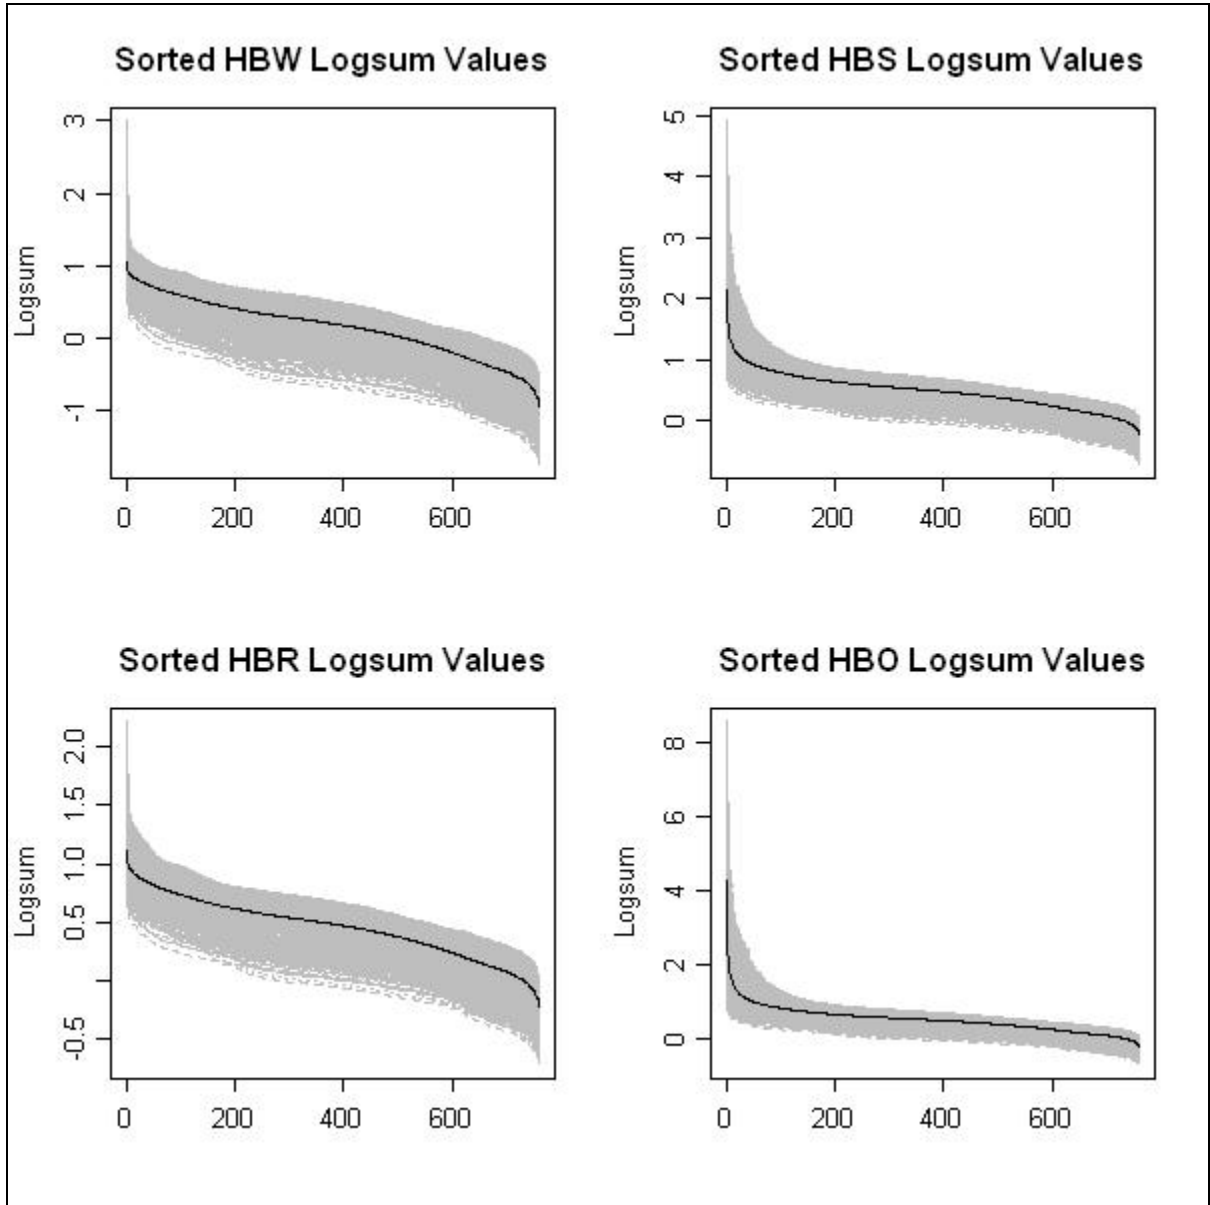 Sorted HBW Logsum Values
Sorted HBS Logsum Values
Logsum
3
2
1
0
-1
0 200 400 600
Logsum
5
4
3
2
1
0
0 200 400 600
Sorted HBR Logsum Values
Sorted HBO Logsum Values
Logsum
2.0
1.5
1.0
0.5
-0.5
0 200 400 600
Logsum
8
6
4
2
0
0 200 400 600